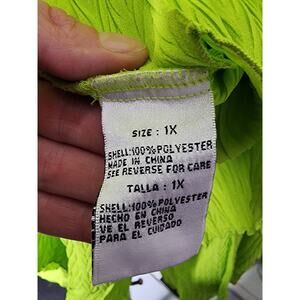 SIZE : 1X
SHELL:100%POLYESTER
MADE IN CHINA
SEE REVERSE FOR CARE
TALLA : 1X
SHELL:100%POLYESTER
HECHO EN CHINA
VE EL REVERSO
PARA EL CUIDADO